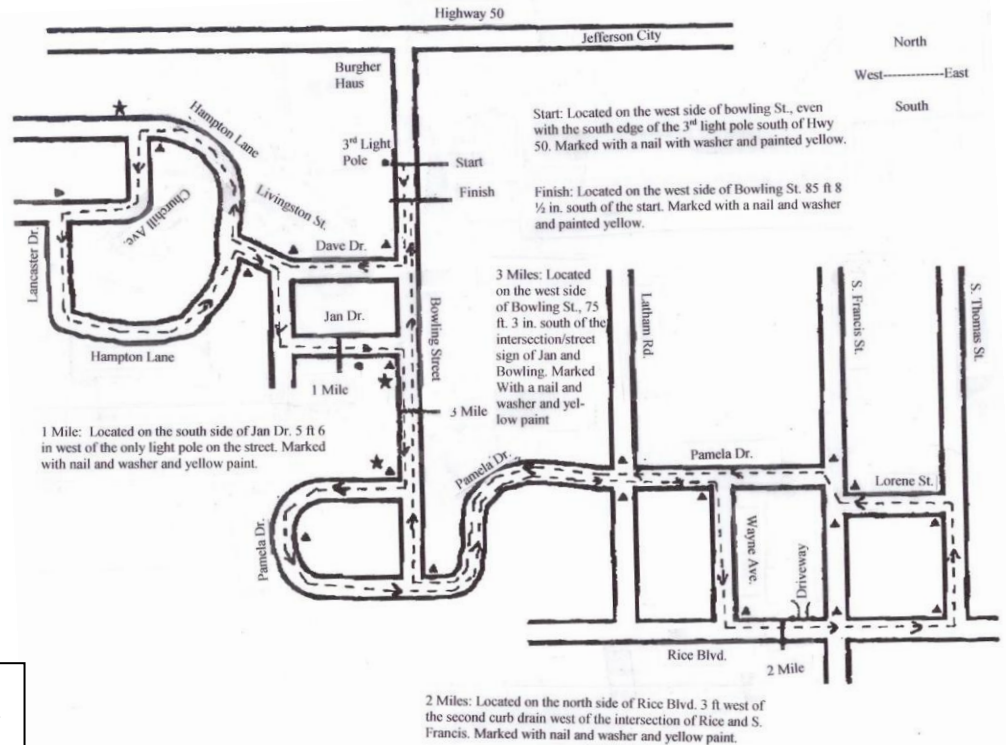 Highway 50
Jefferson City
North
West-------------East
South
Burgher
Haus
3rd Light
Pole
Start
Finish
Start: Located on the west side of bowling St., even
with the south edge of the 3rd light pole south of Hwy
50. Marked with a nail with washer and painted yellow.
Finish: Located on the west side of Bowling St. 85 ft 8
½ in. south of the start. Marked with a nail and washer
and painted yellow.
Hampton Lane
Churchill Ave.
Livingston St.
Lancaster Dr.
Dave Dr.
Jan Dr.
Hampton Lane
1 Mile
Bowling Street
3 Miles: Located
on the west side
of Bowling St., 75
ft. 3 in. south of the
intersection/street
sign of Jan and
Bowling. Marked
With a nail and
washer and yel-
low paint
Latham Rd.
S. Francis St.
S. Thomas St.
3 Mile
1 Mile: Located on the south side of Jan Dr. 5 ft 6
in west of the only light pole on the street. Marked
with nail and washer and yellow paint.
Pamela Dr.
Pamela Dr.
Pamela Dr.
Lorene St.
Wayne Ave.
Driveway
Rice Blvd.
2 Mile
2 Miles: Located on the north side of Rice Blvd. 3 ft west of
the second curb drain west of the intersection of Rice and S.
Francis. Marked with nail and washer and yellow paint.